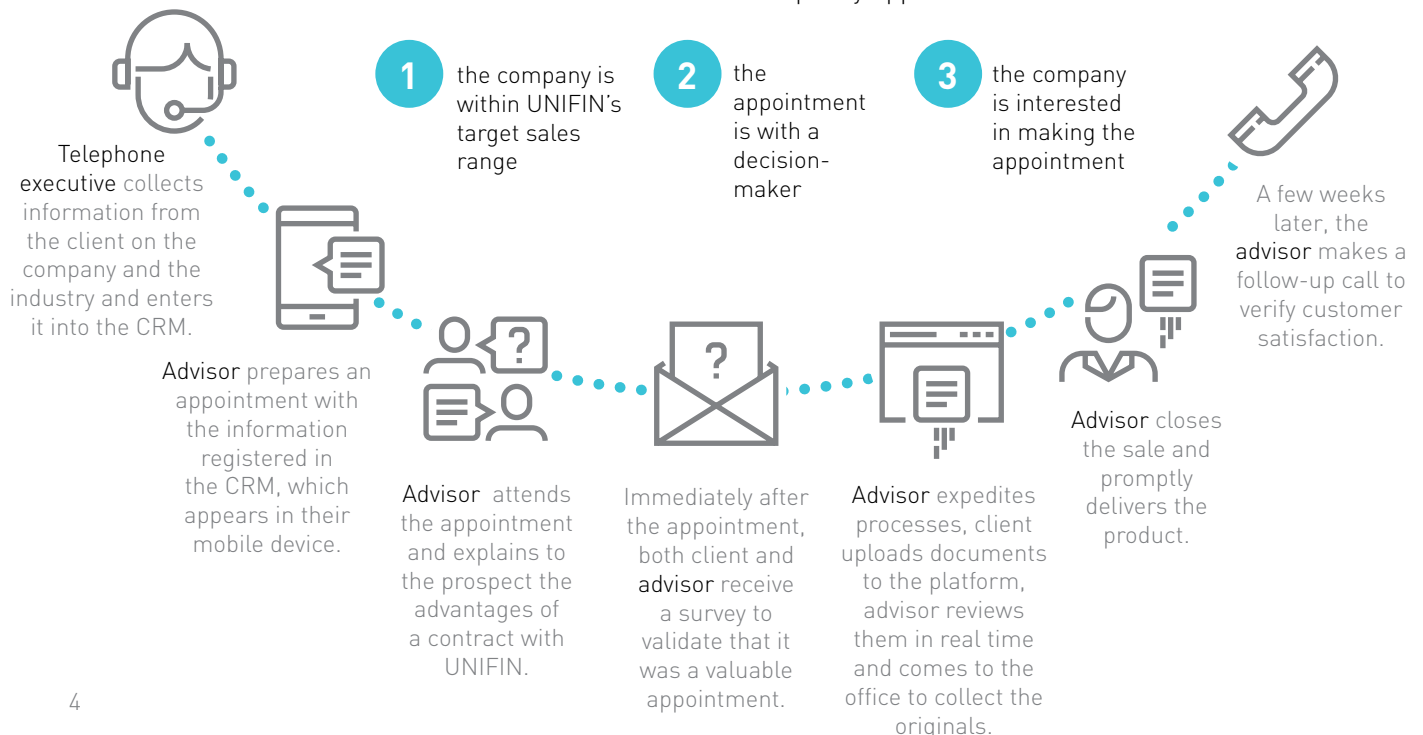 1
the company is
within UNIFIN’s
target sales
range
2
the
appointment
is with a
decision-
maker
3
the company
is interested
in making the
appointment
Telephone
executive collects
information from
the client on the
company and the
industry and enters
it into the CRM.
Advisor prepares an
appointment with
the information
registered in
the CRM, which
appears in their
mobile device.
?
Advisor attends
the appointment
and explains to
the prospect the
advantages of
a contract with
UNIFIN.
?
Immediately after
the appointment,
both client and
advisor receive
a survey to
validate that it
was a valuable
appointment.
Advisor expedites
processes, client
uploads documents
to the platform,
advisor reviews
them in real time
and comes to the
office to collect the
originals.
Advisor closes
the sale and
promptly
delivers the
product.
A few weeks
later, the
advisor makes a
follow-up call to
verify customer
satisfaction.
4